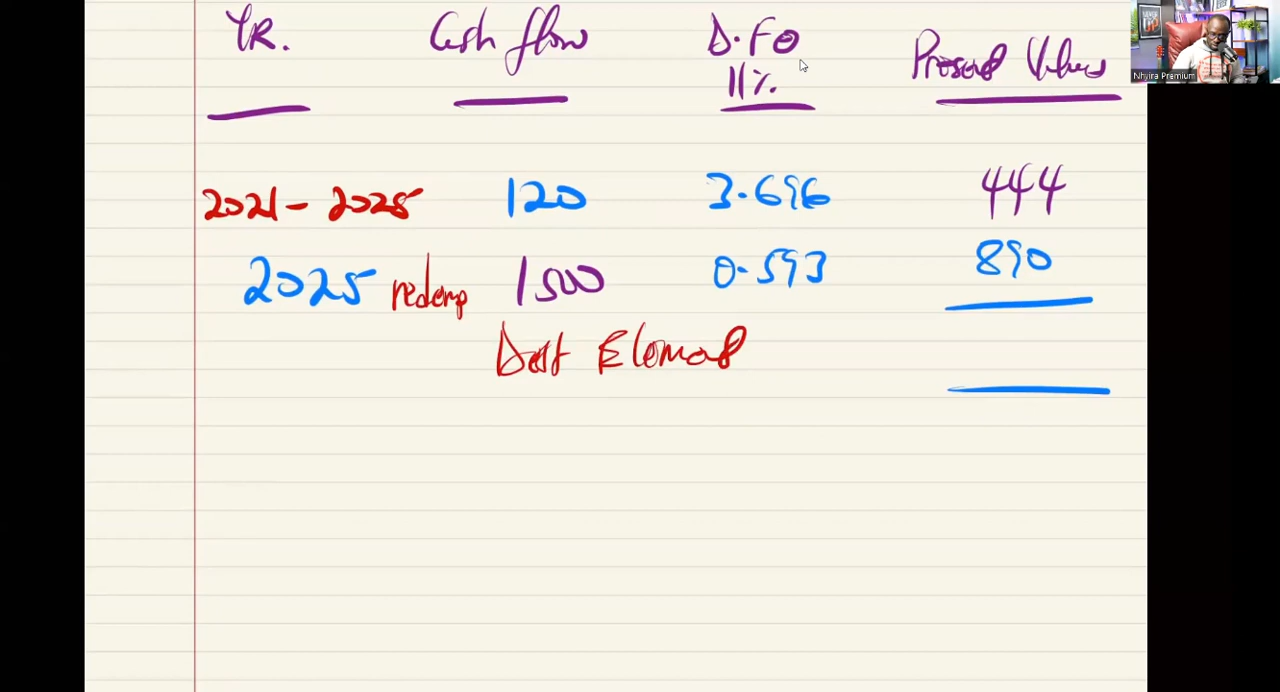 YR. Cash flow D.F @ 11% Present Values
2021 - 2025 120 3.696 444
2025 redemp 1500 0.593 890
Debt Element
Nhyira Premium